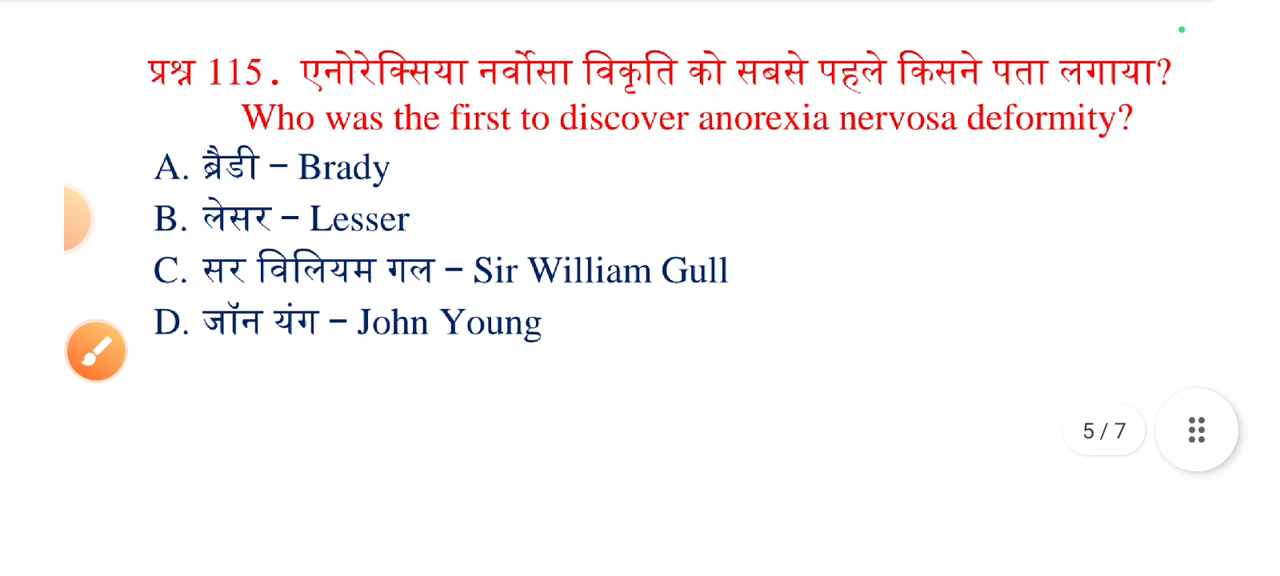 प्रश्न 115. एनोरेक्सिया नर्वोसा विकृति को सबसे पहले किसने पता लगाया?
Who was the first to discover anorexia nervosa deformity?
A. ब्रैडी – Brady
B. लेसर – Lesser
C. सर विलियम गल – Sir William Gull
D. जॉन यंग – John Young
5 / 7